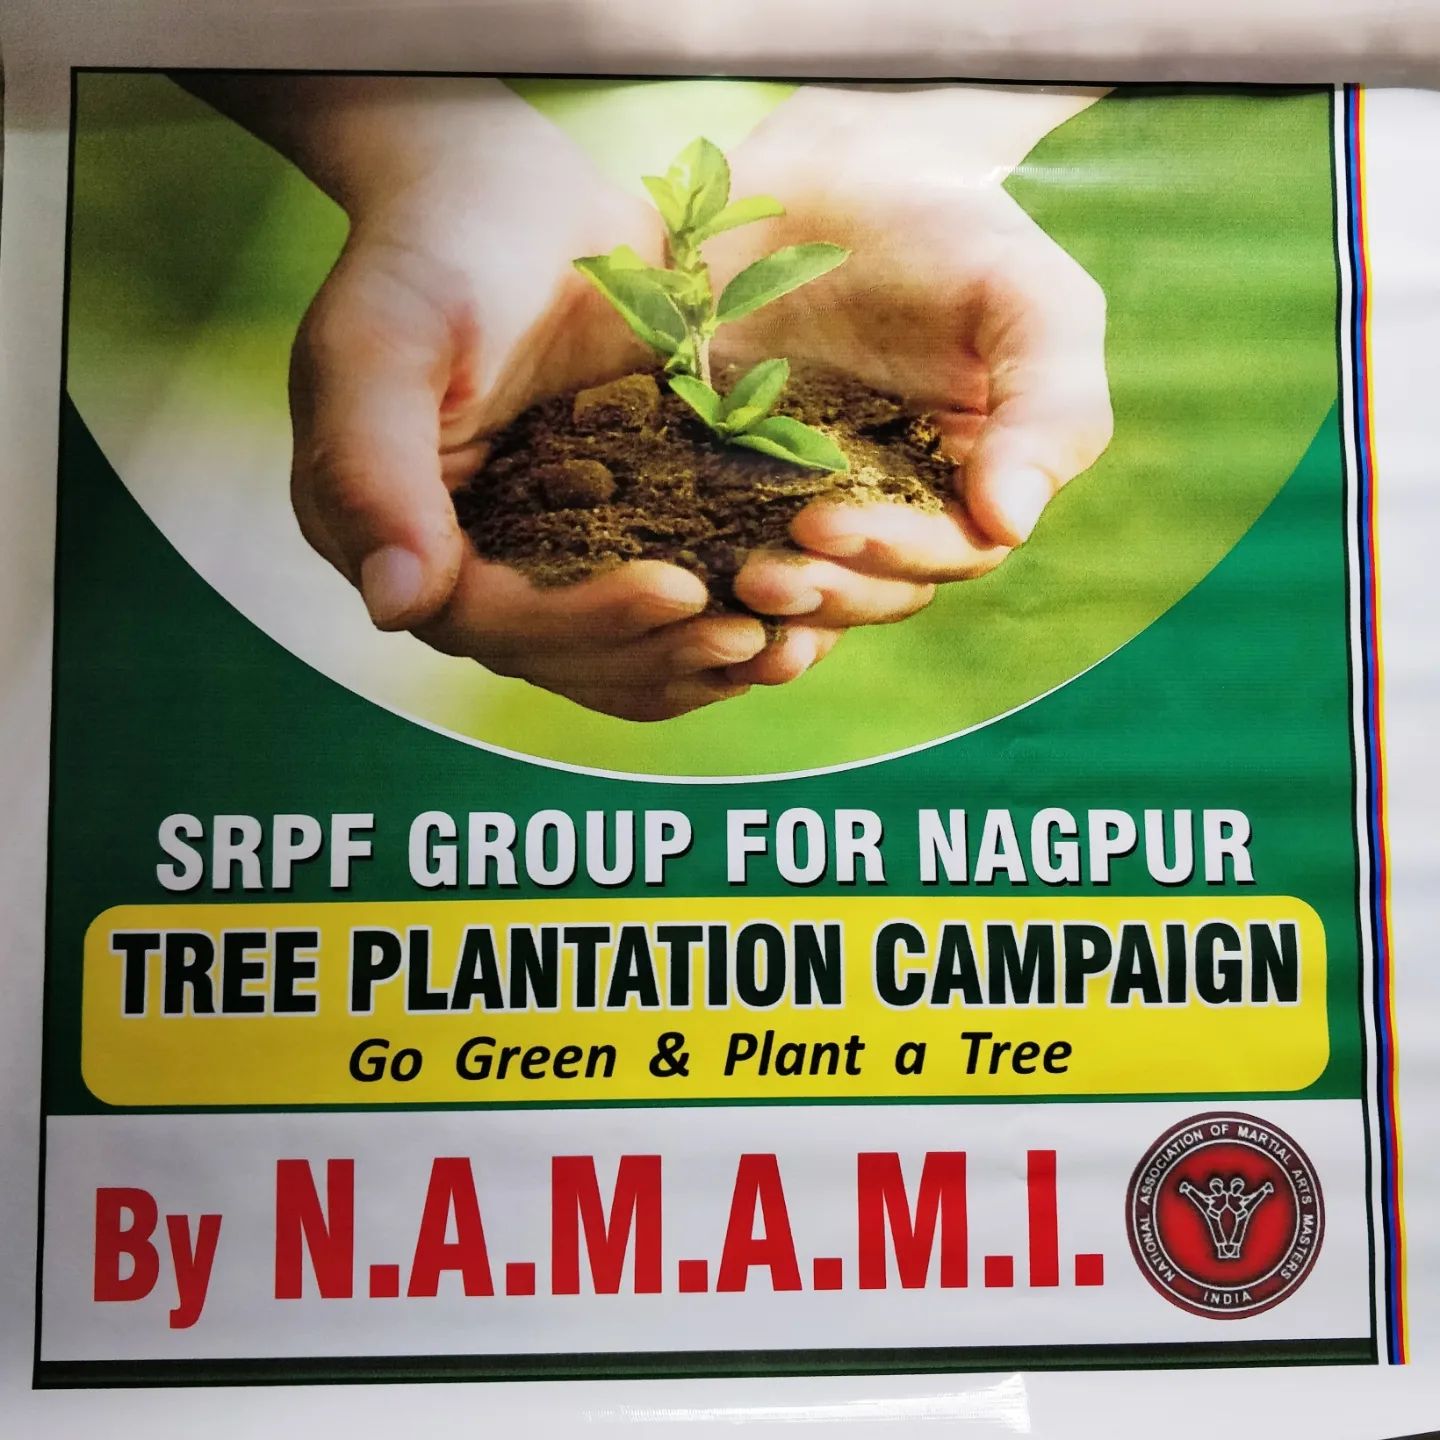 SRPF GROUP FOR NAGPUR
TREE PLANTATION CAMPAIGN
Go Green & Plant a Tree
By N.A.M.A.M.I.
NATIONAL ASSOCIATION OF MARTIAL ARTS MASTERS
INDIA